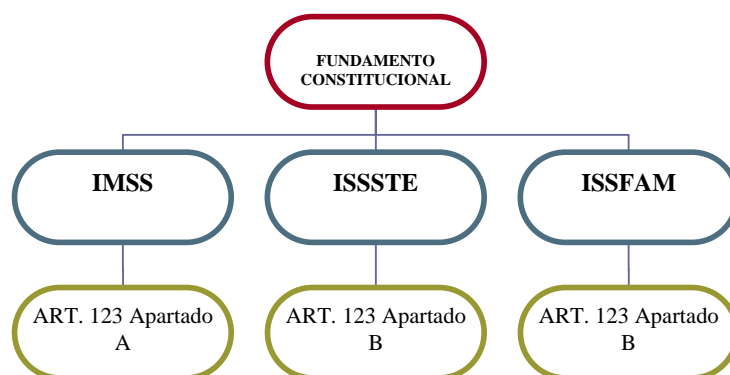 FUNDAMENTO
CONSTITUCIONAL
IMSS
ISSSTE
ISSFAM
ART. 123 Apartado
A
ART. 123 Apartado
B
ART. 123 Apartado
B